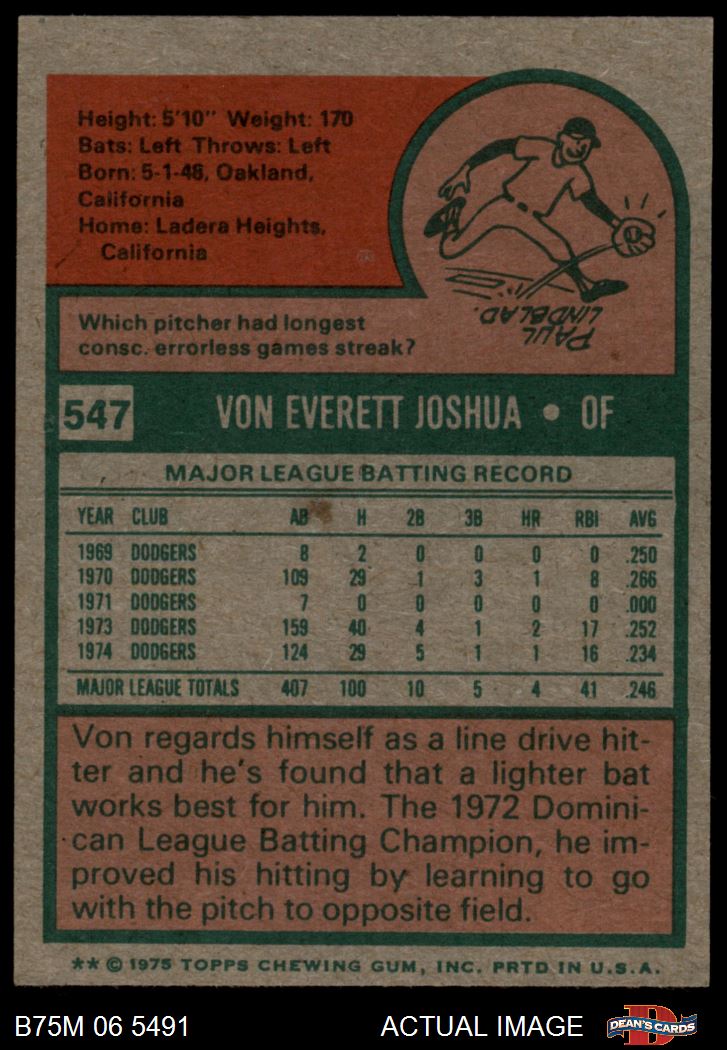 Height: 5'10" Weight: 170
Bats: Left Throws: Left
Born: 5-1-48, Oakland,
California
Home: Ladera Heights,
California
PAUL
LINDBLAD.
Which pitcher had longest
consc. errorless games streak?
547 VON EVERETT JOSHUA • OF
MAJOR LEAGUE BATTING RECORD
YEAR CLUB AB H 2B 3B HR RBI AVG
1969 DODGERS 8 2 0 0 0 0 .250
1970 DODGERS 109 29 1 3 1 8 .266
1971 DODGERS 7 0 0 0 0 0 .000
1973 DODGERS 159 40 4 1 2 17 .252
1974 DODGERS 124 29 5 1 1 16 .234
MAJOR LEAGUE TOTALS 407 100 10 5 4 41 .246
Von regards himself as a line drive hit-
ter and he's found that a lighter bat
works best for him. The 1972 Domini-
can League Batting Champion, he im-
proved his hitting by learning to go
with the pitch to opposite field.
** © 1975 TOPPS CHEWING GUM, INC. PRTD IN U.S.A.
B75M 06 5491 ACTUAL IMAGE DEAN'S CARDS